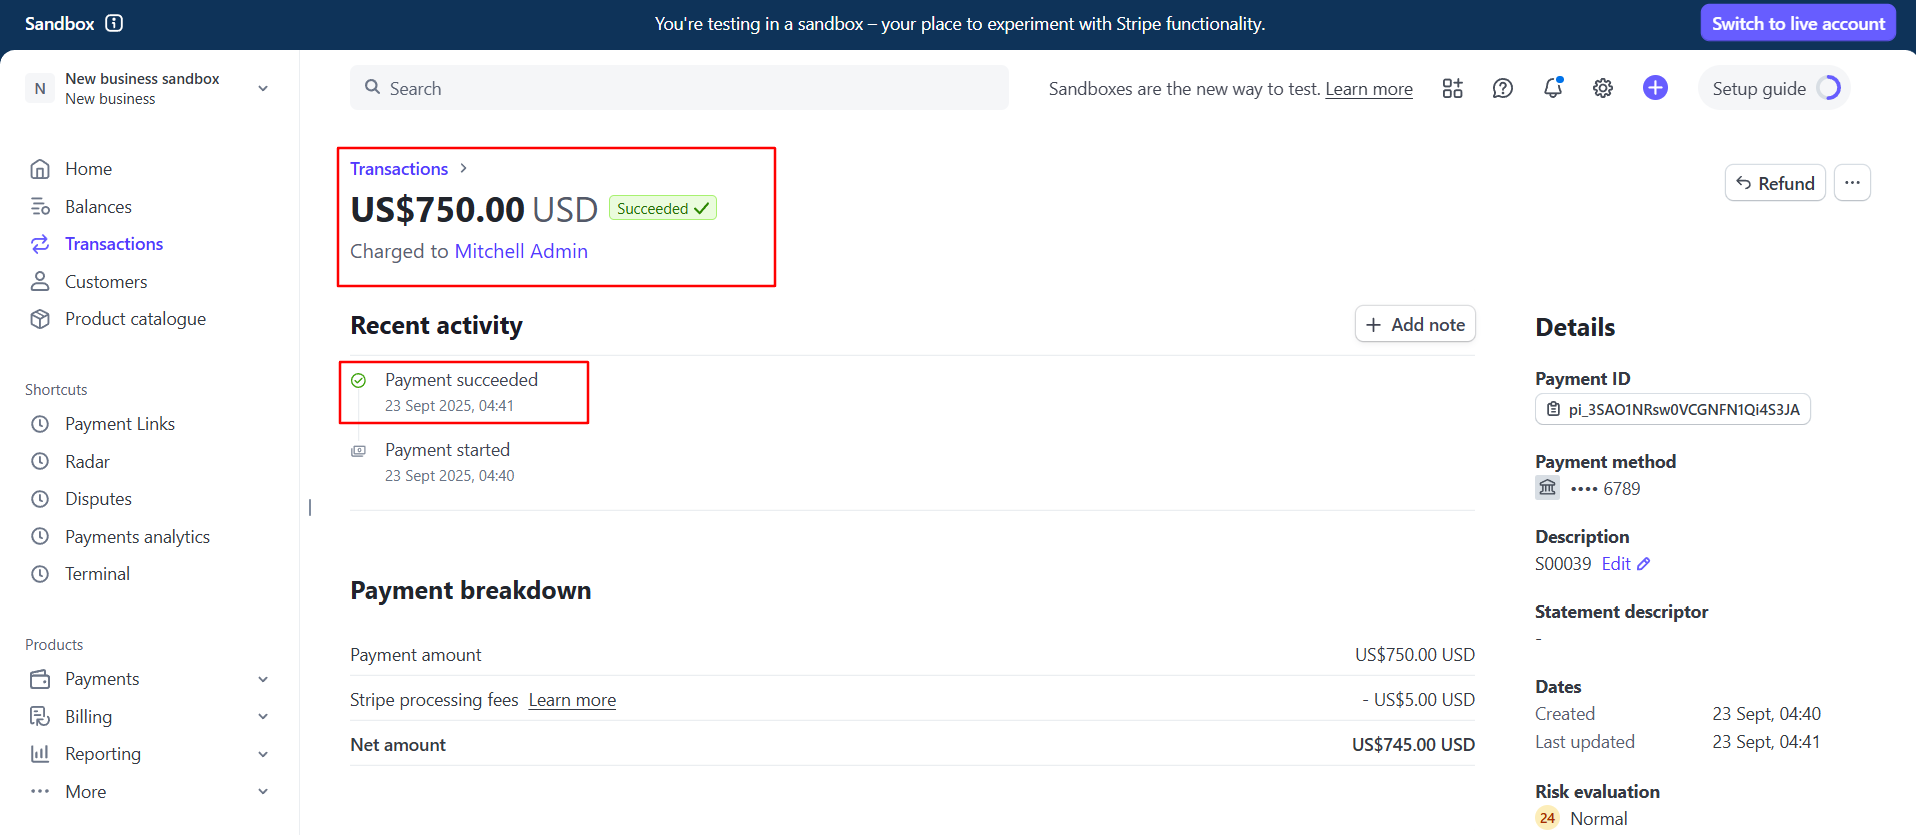 Sandbox
You're testing in a sandbox – your place to experiment with Stripe functionality.
Switch to live account
N
New business sandbox
New business
Search
Sandboxes are the new way to test. Learn more
Setup guide
Home
Balances
Transactions
Customers
Product catalogue
Shortcuts
Payment Links
Radar
Disputes
Payments analytics
Terminal
Products
Payments
Billing
Reporting
More
Transactions
US$750.00 USD Succeeded
Charged to Mitchell Admin
Refund
Recent activity
Add note
Payment succeeded
23 Sept 2025, 04:41
Payment started
23 Sept 2025, 04:40
Payment breakdown
Payment amount US$750.00 USD
Stripe processing fees Learn more - US$5.00 USD
Net amount US$745.00 USD
Details
Payment ID
pi_3SAO1NRsw0VCGNFN1Qi4S3JA
Payment method
•••• 6789
Description
S00039 Edit
Statement descriptor
-
Dates
Created 23 Sept, 04:40
Last updated 23 Sept, 04:41
Risk evaluation
24 Normal